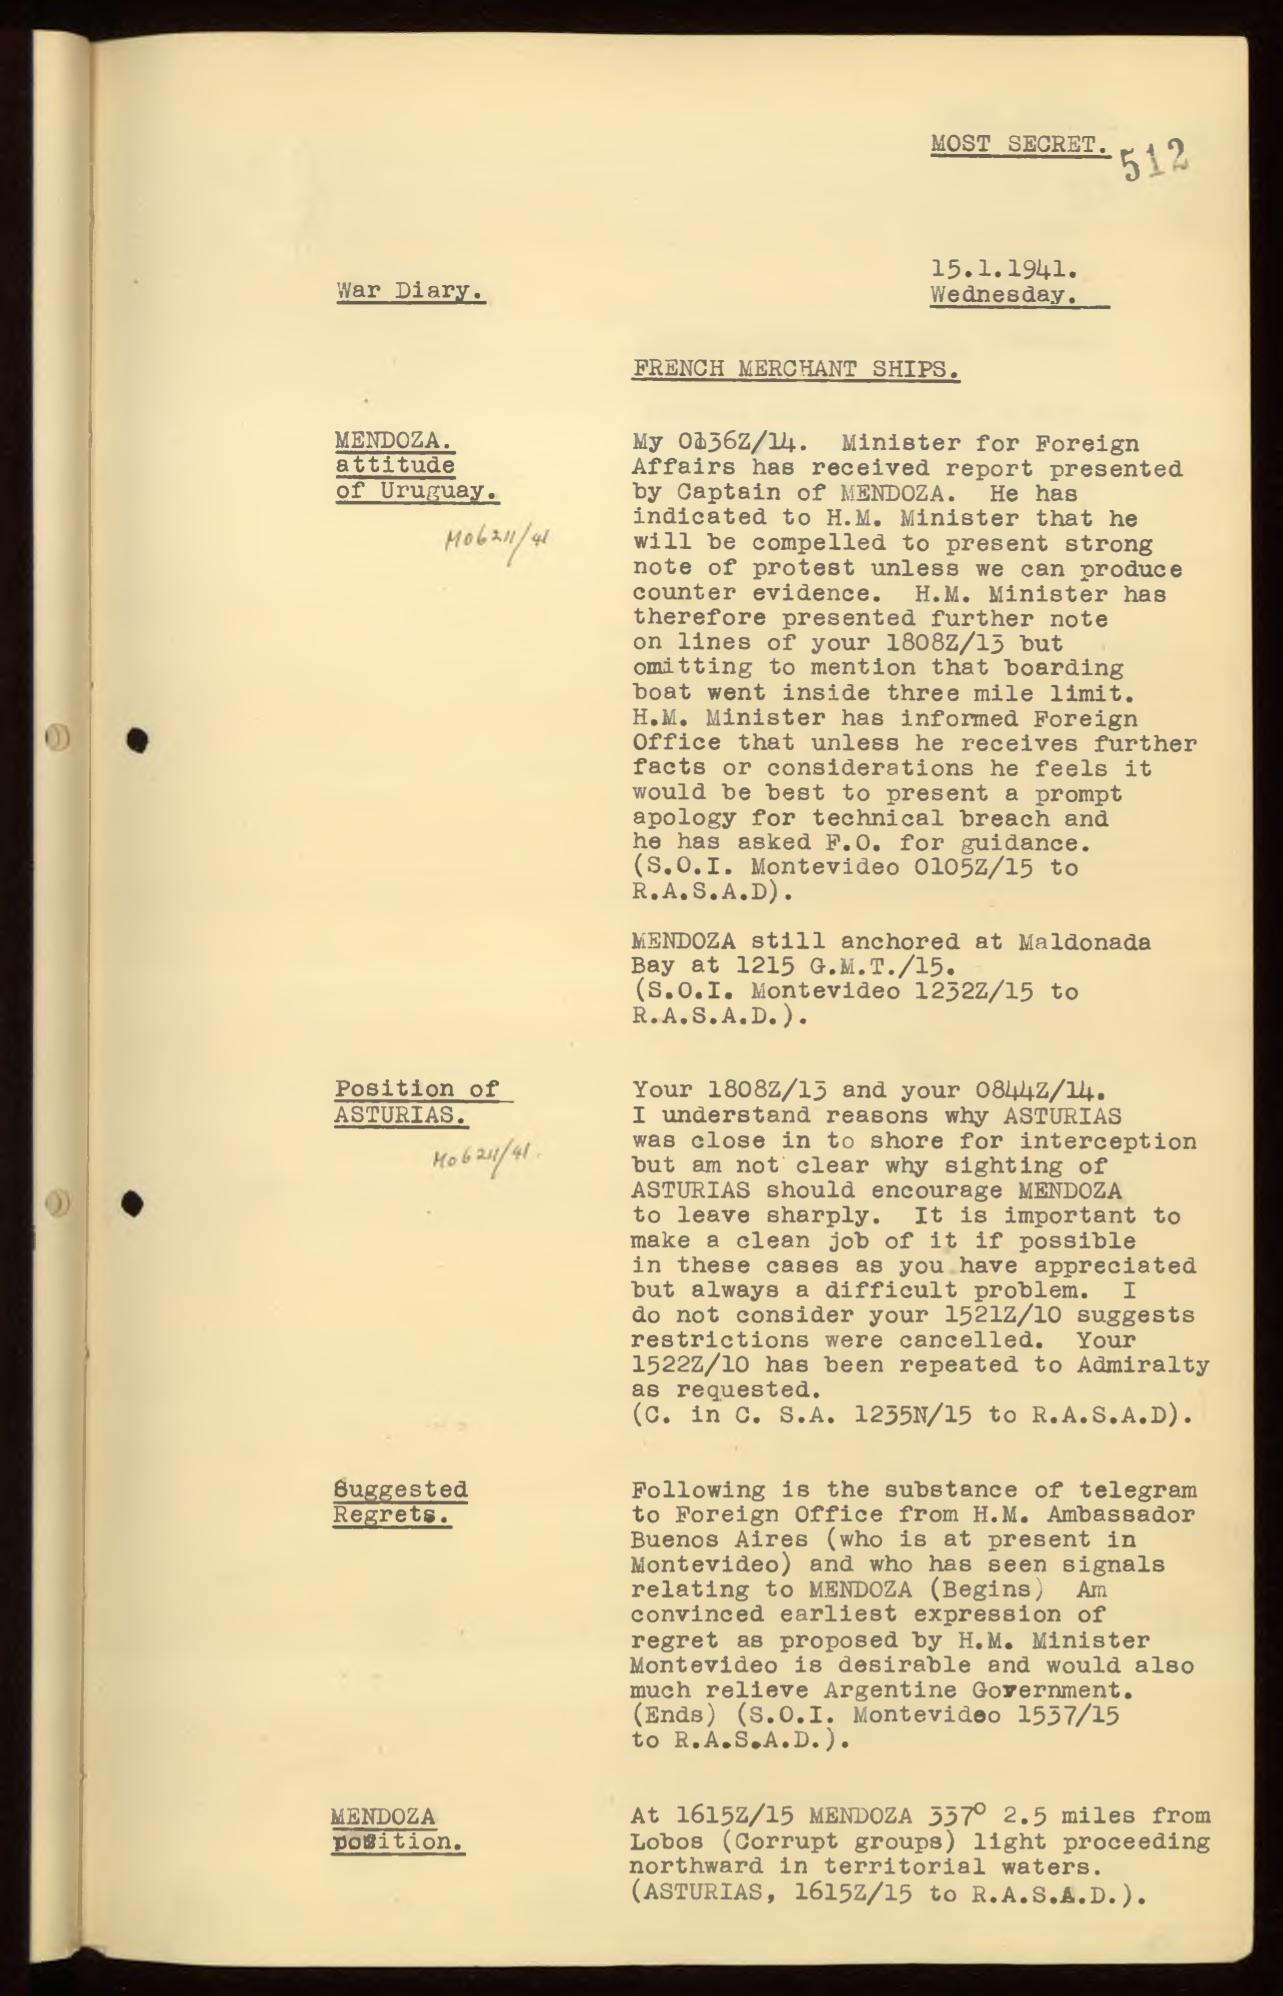 MOST SECRET.
512
15.1.1941.
War Diary.
Wednesday.
FRENCH MERCHANT SHIPS.
MENDOZA.
attitude
of Uruguay.
M06211/41
My 0136Z/14. Minister for Foreign
Affairs has received report presented
by Captain of MENDOZA. He has
indicated to H.M. Minister that he
will be compelled to present strong
note of protest unless we can produce
counter evidence. H.M. Minister has
therefore presented further note
on lines of your 1808Z/13 but
omitting to mention that boarding
boat went inside three mile limit.
H.M. Minister has informed Foreign
Office that unless he receives further
facts or considerations he feels it
would be best to present a prompt
apology for technical breach and
he has asked F.O. for guidance.
(S.O.I. Montevideo 0105Z/15 to
R.A.S.A.D).
MENDOZA still anchored at Maldonada
Bay at 1215 G.M.T./15.
(S.O.I. Montevideo 1232Z/15 to
R.A.S.A.D.).
Position of
ASTURIAS.
M06211/41.
Your 1808Z/13 and your 0844Z/14.
I understand reasons why ASTURIAS
was close in to shore for interception
but am not clear why sighting of
ASTURIAS should encourage MENDOZA
to leave sharply. It is important to
make a clean job of it if possible
in these cases as you have appreciated
but always a difficult problem. I
do not consider your 1521Z/10 suggests
restrictions were cancelled. Your
1522Z/10 has been repeated to Admiralty
as requested.
(C. in C. S.A. 1235N/15 to R.A.S.A.D).
Suggested
Regrets.
Following is the substance of telegram
to Foreign Office from H.M. Ambassador
Buenos Aires (who is at present in
Montevideo) and who has seen signals
relating to MENDOZA (Begins) Am
convinced earliest expression of
regret as proposed by H.M. Minister
Montevideo is desirable and would also
much relieve Argentine Government.
(Ends) (S.O.I. Montevideo 1537/15
to R.A.S.A.D.).
MENDOZA
position.
At 1615Z/15 MENDOZA 337° 2.5 miles from
Lobos (Corrupt groups) light proceeding
northward in territorial waters.
(ASTURIAS, 1615Z/15 to R.A.S.A.D.).